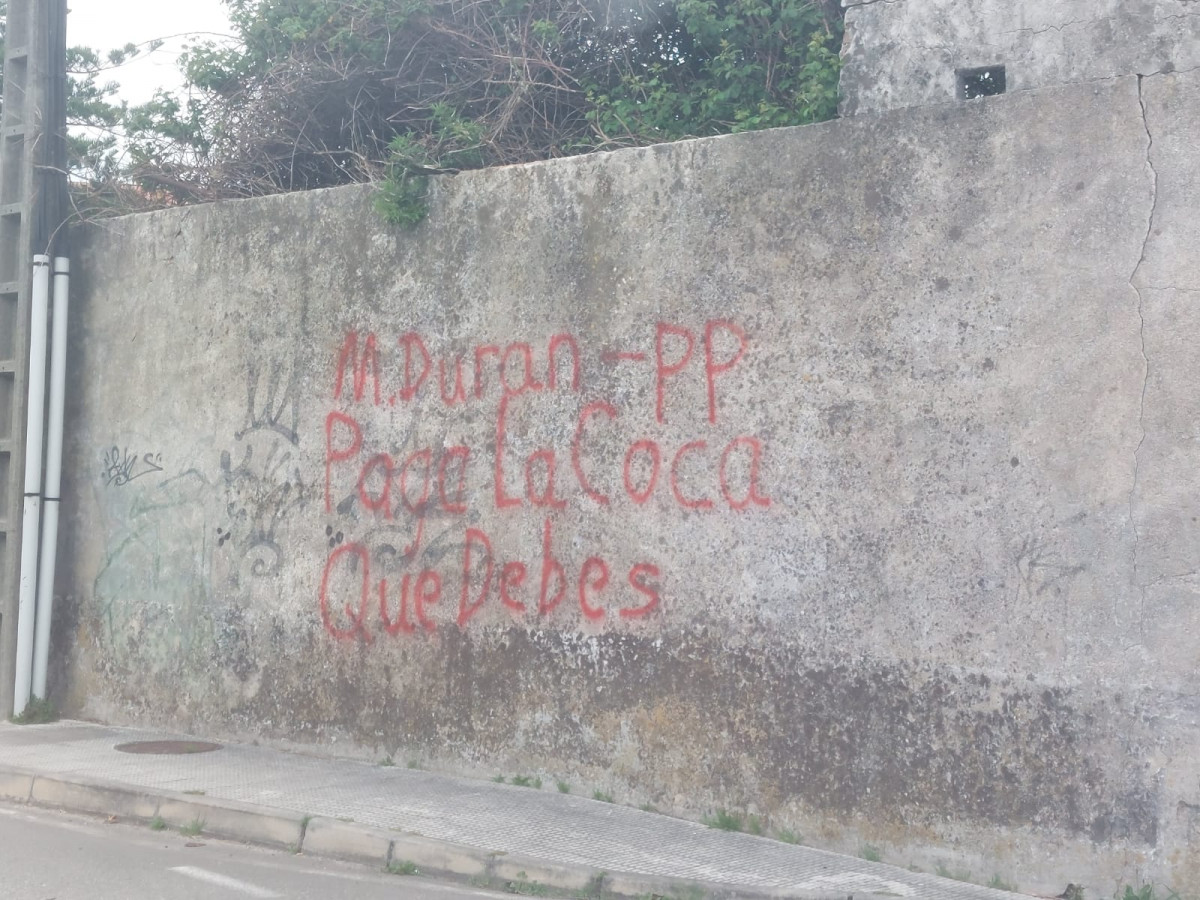 M. Duran - PP
Paga La Coca
Que Debes